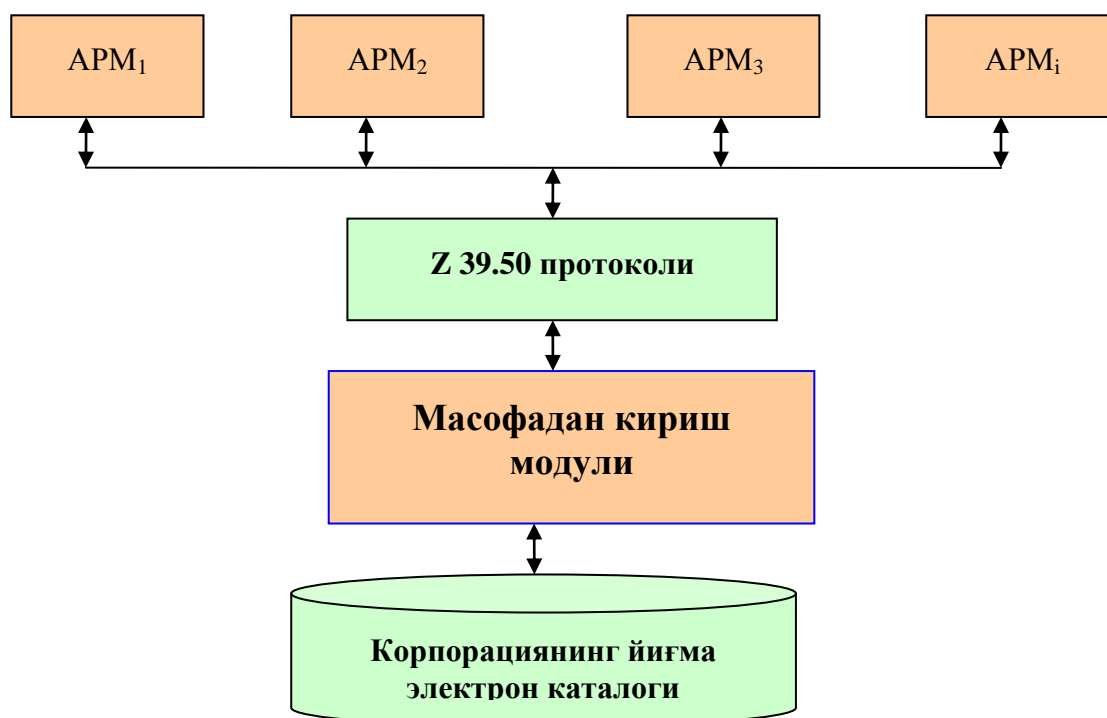 АРМ₁ АРМ₂ АРМ₃ АРМᵢ
Z 39.50 протоколи
Масофадан кириш
модули
Корпорациянинг йиғма
электрон каталоги